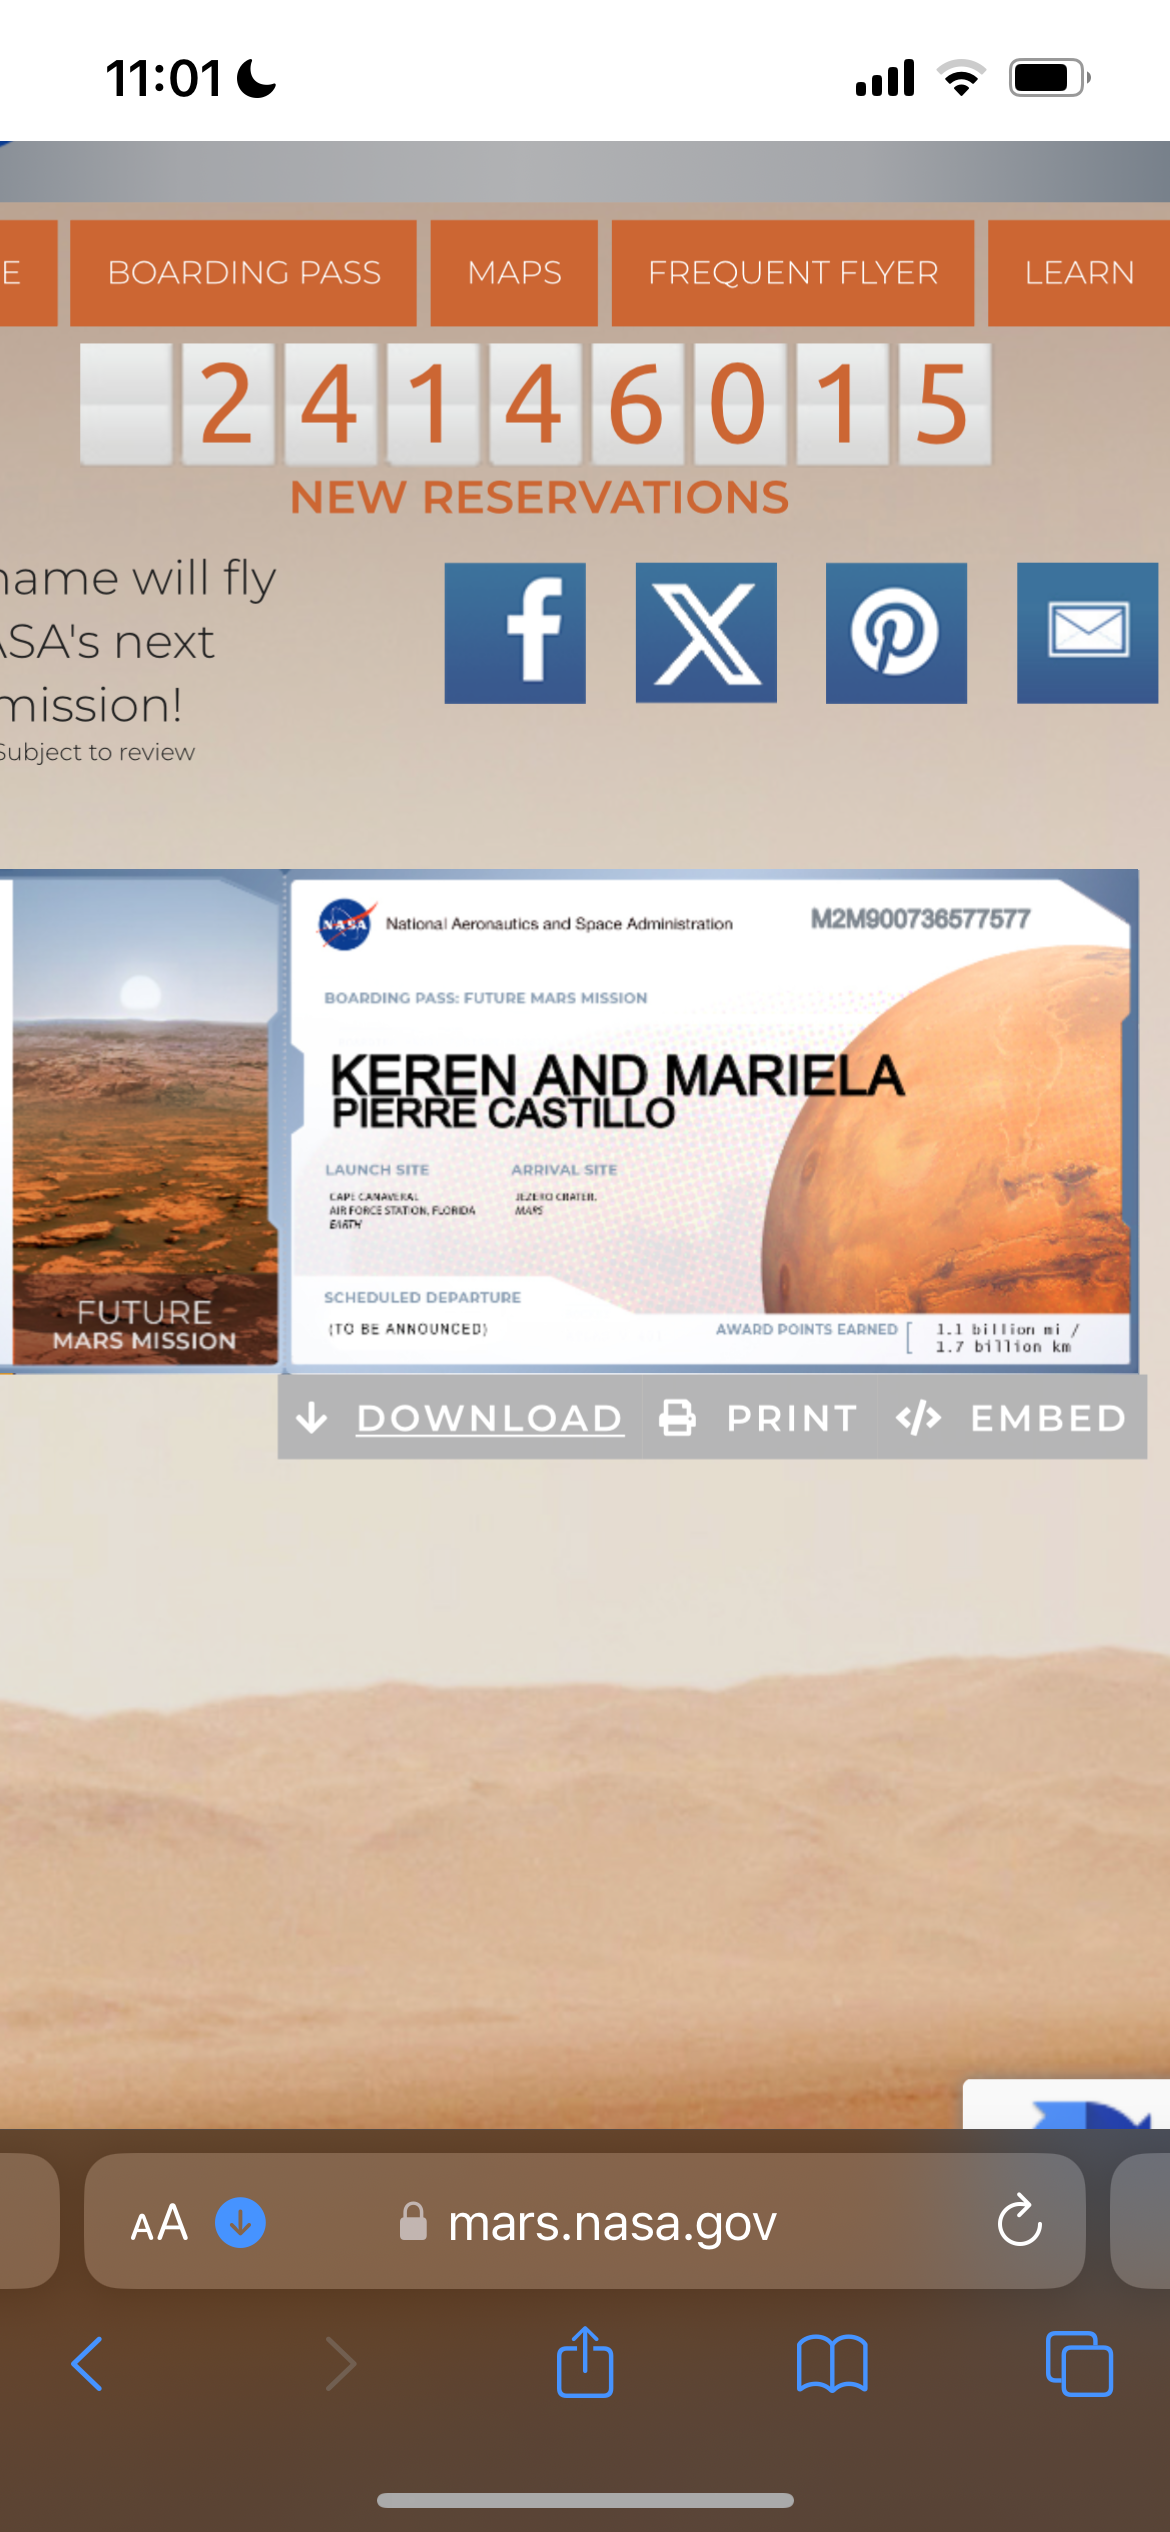 11:01
E
BOARDING PASS
MAPS
FREQUENT FLYER
LEARN
2 4 1 4 6 0 1 5
NEW RESERVATIONS
name will fly
ASA's next
mission!
Subject to review
NASA
National Aeronautics and Space Administration
M2M900736577577
BOARDING PASS: FUTURE MARS MISSION
KEREN AND MARIELA
PIERRE CASTILLO
LAUNCH SITE
CAPE CANAVERAL
AIR FORCE STATION, FLORIDA
EARTH
ARRIVAL SITE
JEZERO CRATER,
MARS
FUTURE
MARS MISSION
SCHEDULED DEPARTURE
(TO BE ANNOUNCED)
AWARD POINTS EARNED
1.1 billion mi /
1.7 billion km
DOWNLOAD
PRINT
EMBED
AA
mars.nasa.gov